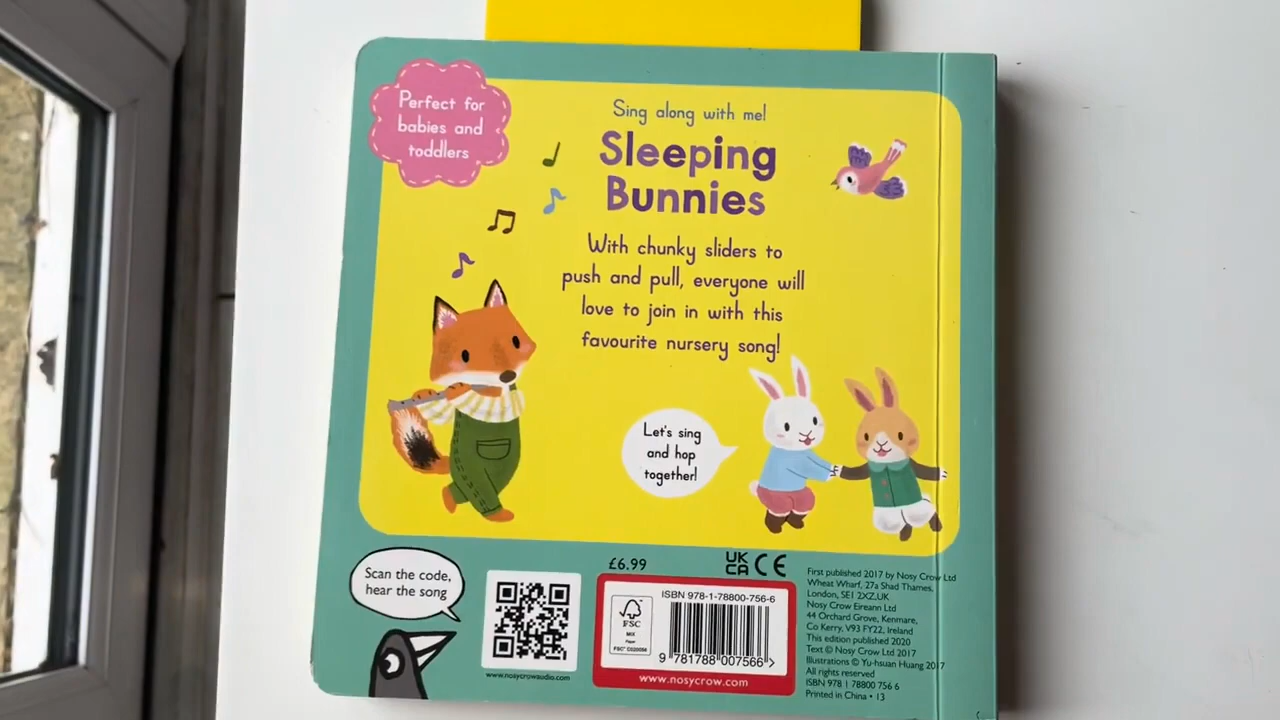 Perfect for
babies and
toddlers
Sing along with me!
Sleeping
Bunnies
With chunky sliders to
push and pull, everyone will
love to join in with this
favourite nursery song!
Let's sing
and hop
together!
Scan the code,
hear the song
www.nosycrowaudio.com
£6.99
UK
CA CE
ISBN 978-1-78800-756-6
FSC
MIX
Paper
FSC® C020056
9 781788 007566 >
www.nosycrow.com
First published 2017 by Nosy Crow Ltd
Wheat Wharf, 27a Shad Thames,
London, SE1 2XZ, UK
Nosy Crow Eireann Ltd
44 Orchard Grove, Kenmare,
Co Kerry, V93 FY22, Ireland
This edition published 2020
Text © Nosy Crow Ltd 2017
Illustrations © Yu-hsuan Huang 2017
All rights reserved
ISBN 978 1 78800 756 6
Printed in China • 13